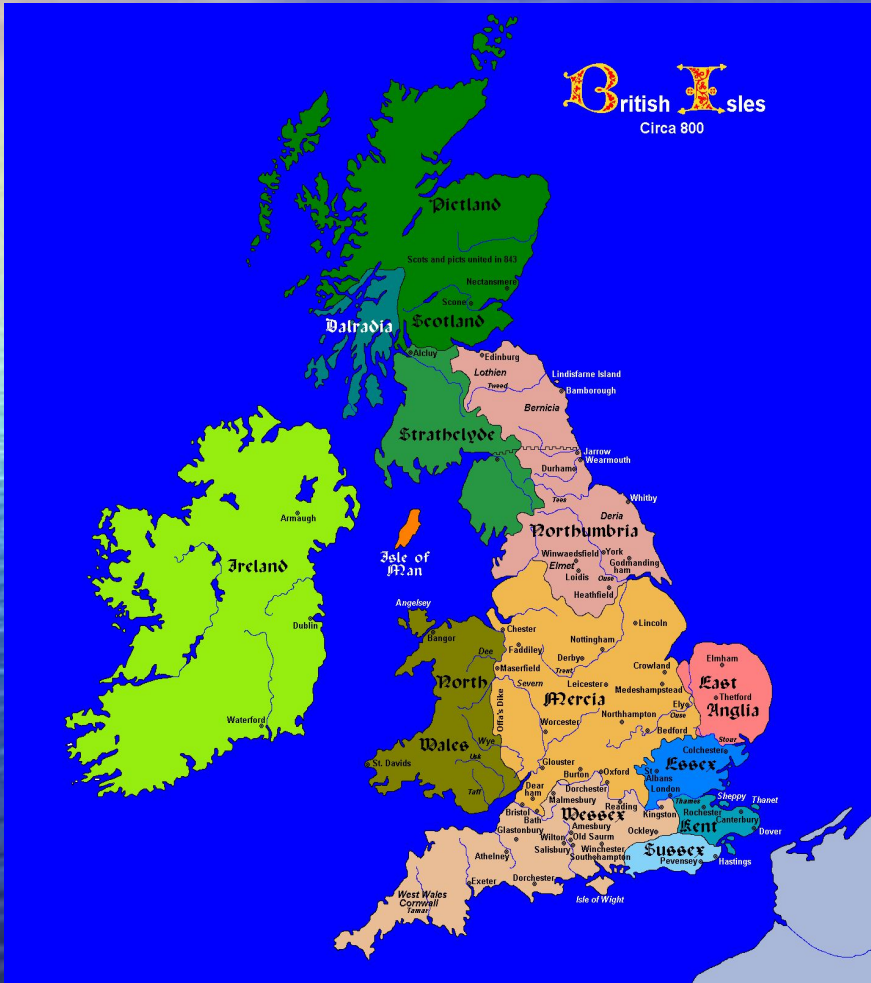 British Isles
Circa 800
Pictland
Scots and picts united in 843
Nectansmere
Scone
Dalradia
Scotland
Alcluy
Edinburg
Lothien
Tweed
Lindisfarne Island
Bamborough
Bernicia
Strathclyde
Jarrow
Wearmouth
Durham
Tees
Whitby
Deria
Northumbria
Armaugh
Isle of
Man
Winwaedsfield
York
Elmet
Godmanding
ham
Loidis
Ouse
Heathfield
Ireland
Angelsey
Dublin
Bangor
Chester
Lincoln
Nottingham
Dee
Faddiley
Derby
Trent
Maserfield
Crowland
Elmham
North
Severn
Leicester
Medeshampstead
East
Thetford
Anglia
Mercia
Ely
Ouse
Offa's Dike
Northhampton
Worcester
Bedford
Waterford
Wales
Wye
Usk
Stoar
Colchester
St. Davids
Essex
Glouster
Burton
Oxford
St
Albans
Taff
Dear
ham
Dorchester
London
Malmesbury
Reading
Thames
Sheppy
Thanet
Bristol
Bath
Wessex
Kingston
Rochester
Canterbury
Kent
Dover
Glastonbury
Amesbury
Ockley
Wilton
Old Saurm
Salisbury
Winchester
Southampton
Sussex
Pevensey
Hastings
Athelney
Exeter
Dorchester
Isle of Wight
West Wales
Cornwall
Tamar